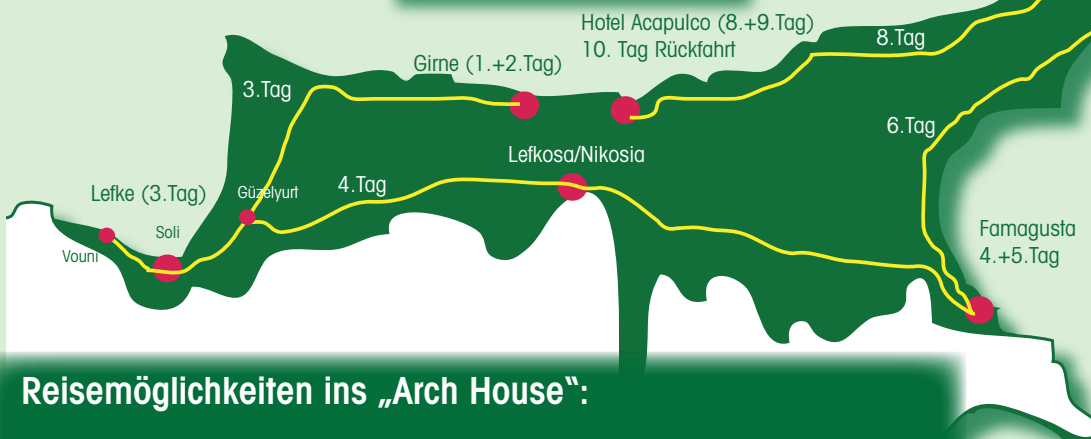 Hotel Acapulco (8.+9.Tag)
10. Tag Rückfahrt
8.Tag
Girne (1.+2.Tag)
3.Tag
6.Tag
Lefkosa/Nikosia
4.Tag
Lefke (3.Tag)
Güzelyurt
Soli
Vouni
Famagusta
4.+5.Tag
Reisemöglichkeiten ins „Arch House“: